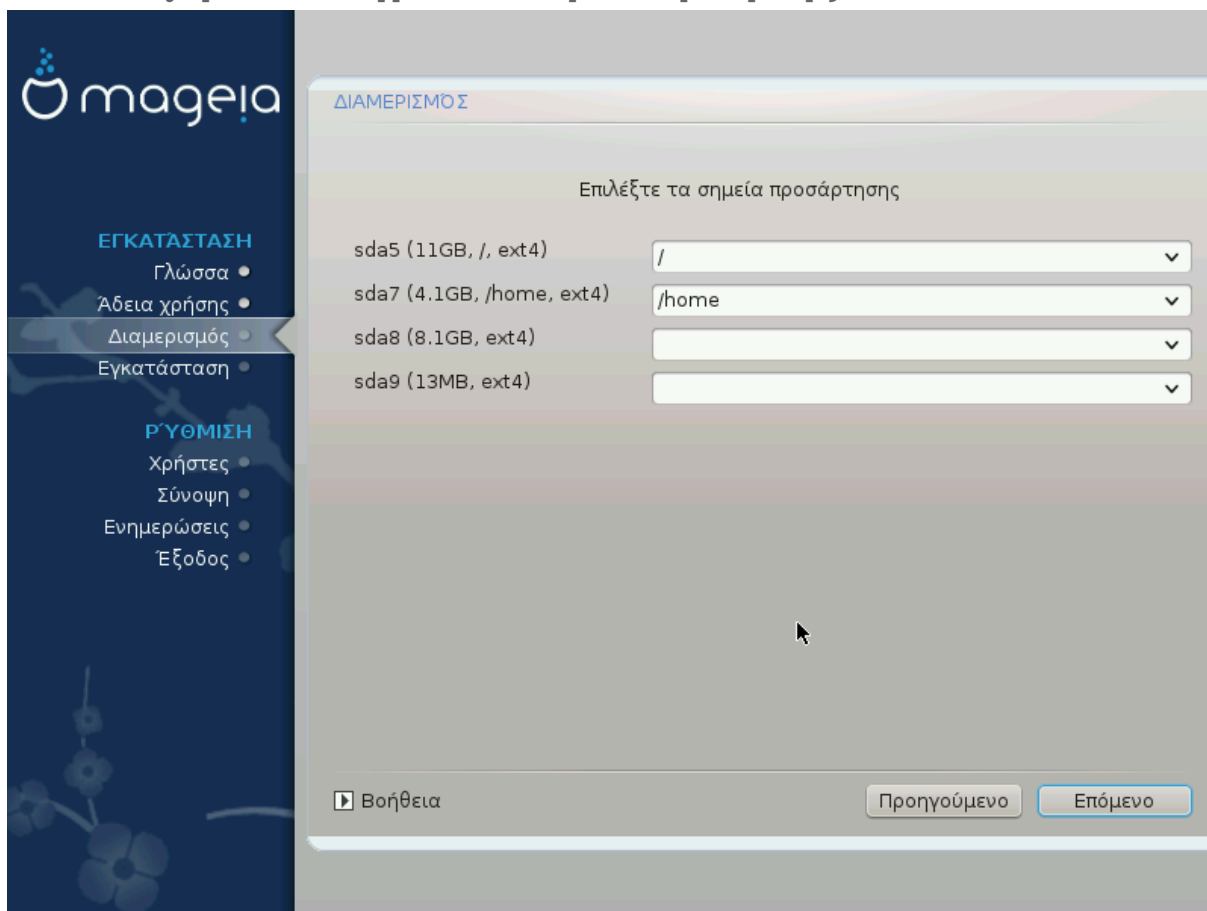 mageia
ΕΓΚΑΤΆΣΤΑΣΗ
Γλώσσα
Άδεια χρήσης
Διαμερισμός
Εγκατάσταση
ΡΎΘΜΙΣΗ
Χρήστες
Σύνοψη
Ενημερώσεις
Έξοδος
ΔΙΑΜΕΡΙΣΜΌΣ
Επιλέξτε τα σημεία προσάρτησης
sda5 (11GB, /, ext4) /
sda7 (4.1GB, /home, ext4) /home
sda8 (8.1GB, ext4)
sda9 (13MB, ext4)
Βοήθεια Προηγούμενο Επόμενο